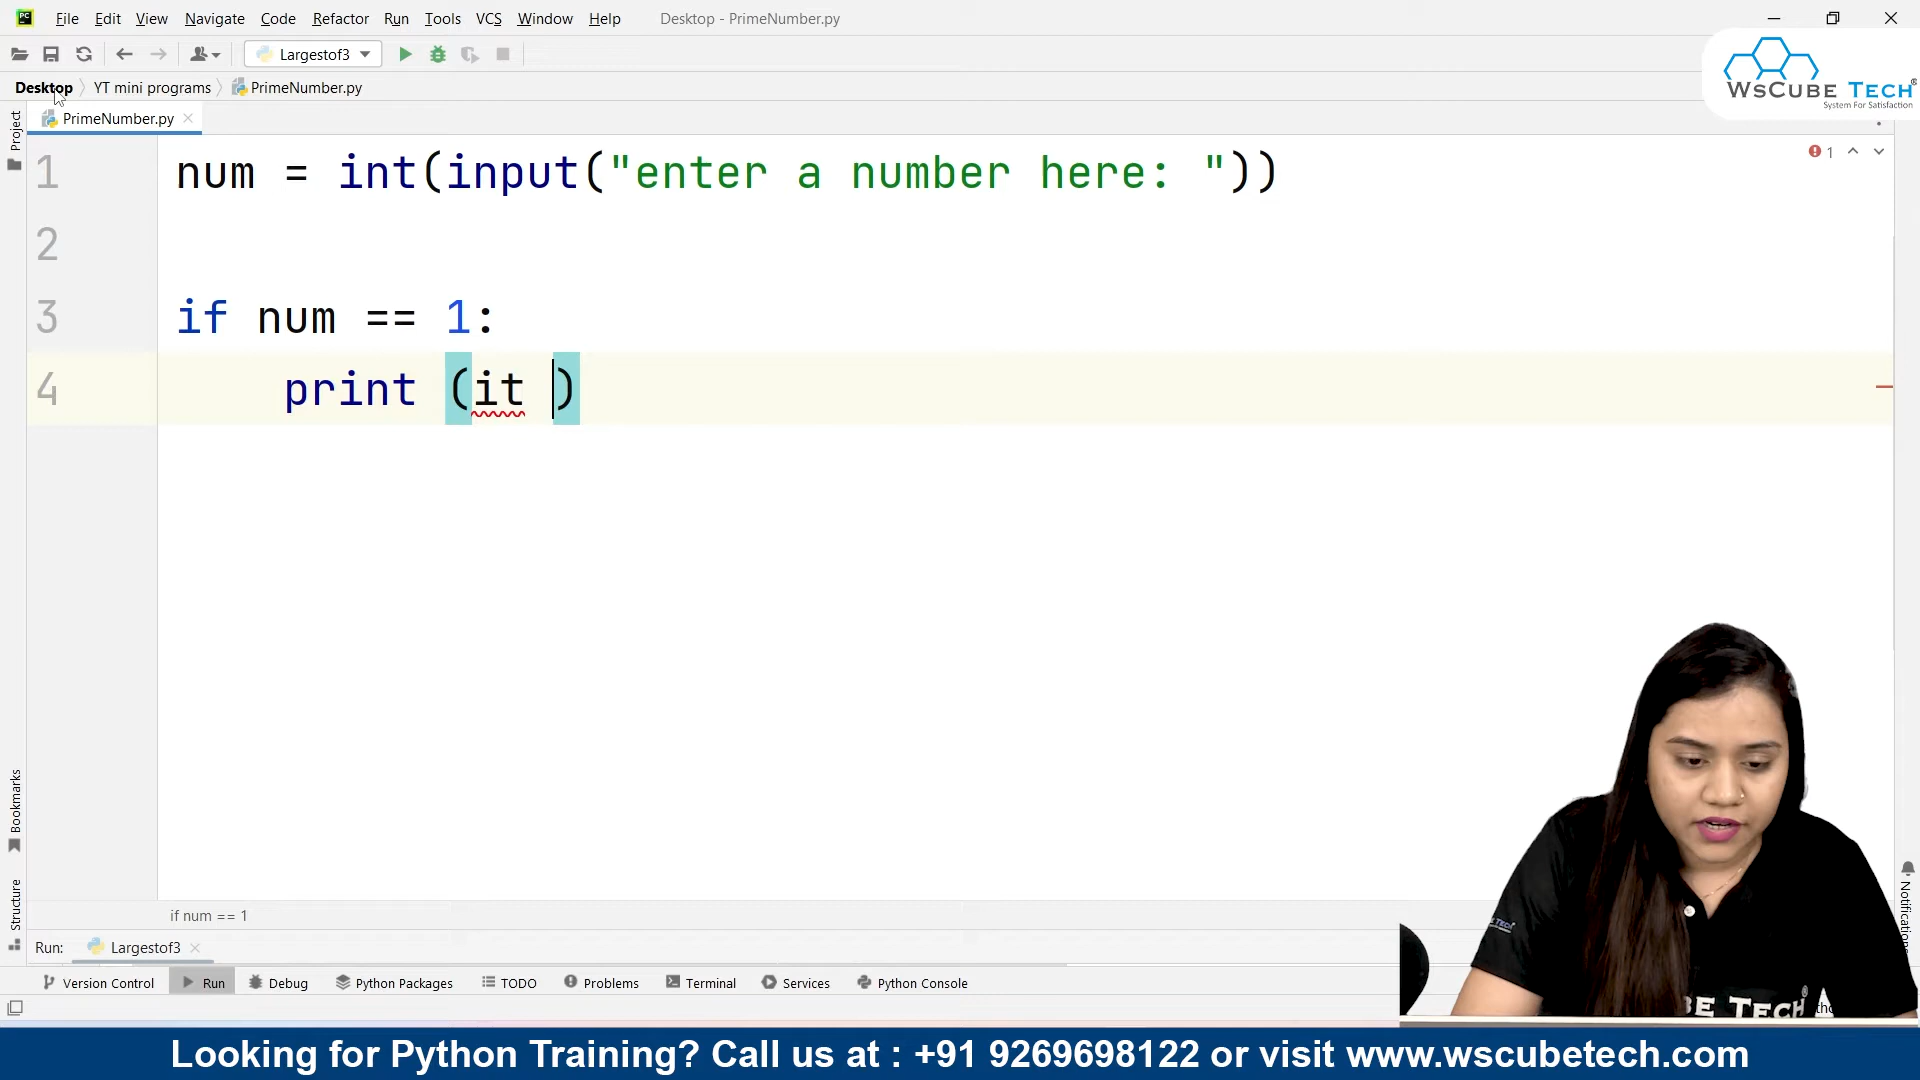 File Edit View Navigate Code Refactor Run Tools VCS Window Help Desktop - PrimeNumber.py
Largestof3
Desktop YT mini programs PrimeNumber.py
WsCube Tech®
System For Satisfaction
PrimeNumber.py
Project
1 num = int(input("enter a number here: "))
1
2
3 if num == 1:
4 print (it )
Bookmarks
Structure
Notifications
if num == 1
Run: Largestof3
Version Control Run Debug Python Packages TODO Problems Terminal Services Python Console
BE TECH®
Looking for Python Training? Call us at : +91 9269698122 or visit www.wscubetech.com